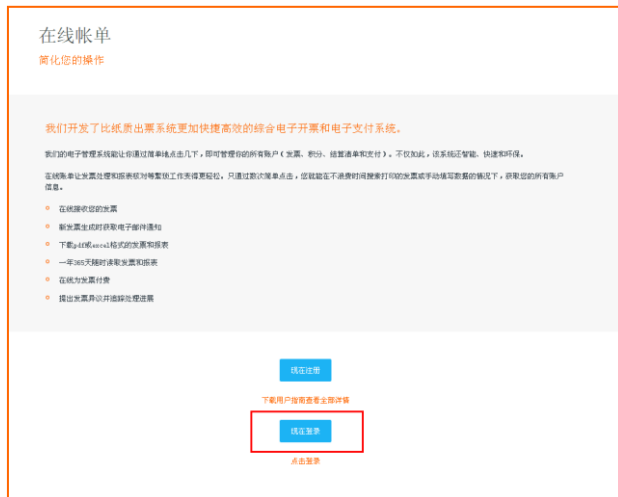 在线帐单
简化您的操作
我们开发了比纸质出票系统更加快捷高效的综合电子开票和电子支付系统。
我们的电子管理系统能让你通过简单地点击几下，即可管理你的所有账户（发票、积分、结算清单和支付）。不仅如此，该系统还智能、快速和环保。
在线账单让发票处理和报表核对等繁琐工作变得更轻松。只通过数次简单点击，您就能在不浪费时间搜索打印的发票或手动填写数据的情况下，获取您的所有账户
信息。
在线接收您的发票
新发票生成时获取电子邮件通知
下载pdf或excel格式的发票和报表
一年365天随时读取发票和报表
在线为发票付费
提出发票异议并追踪处理进展
现在注册
下载用户指南查看全部详情
现在登录
点击登录